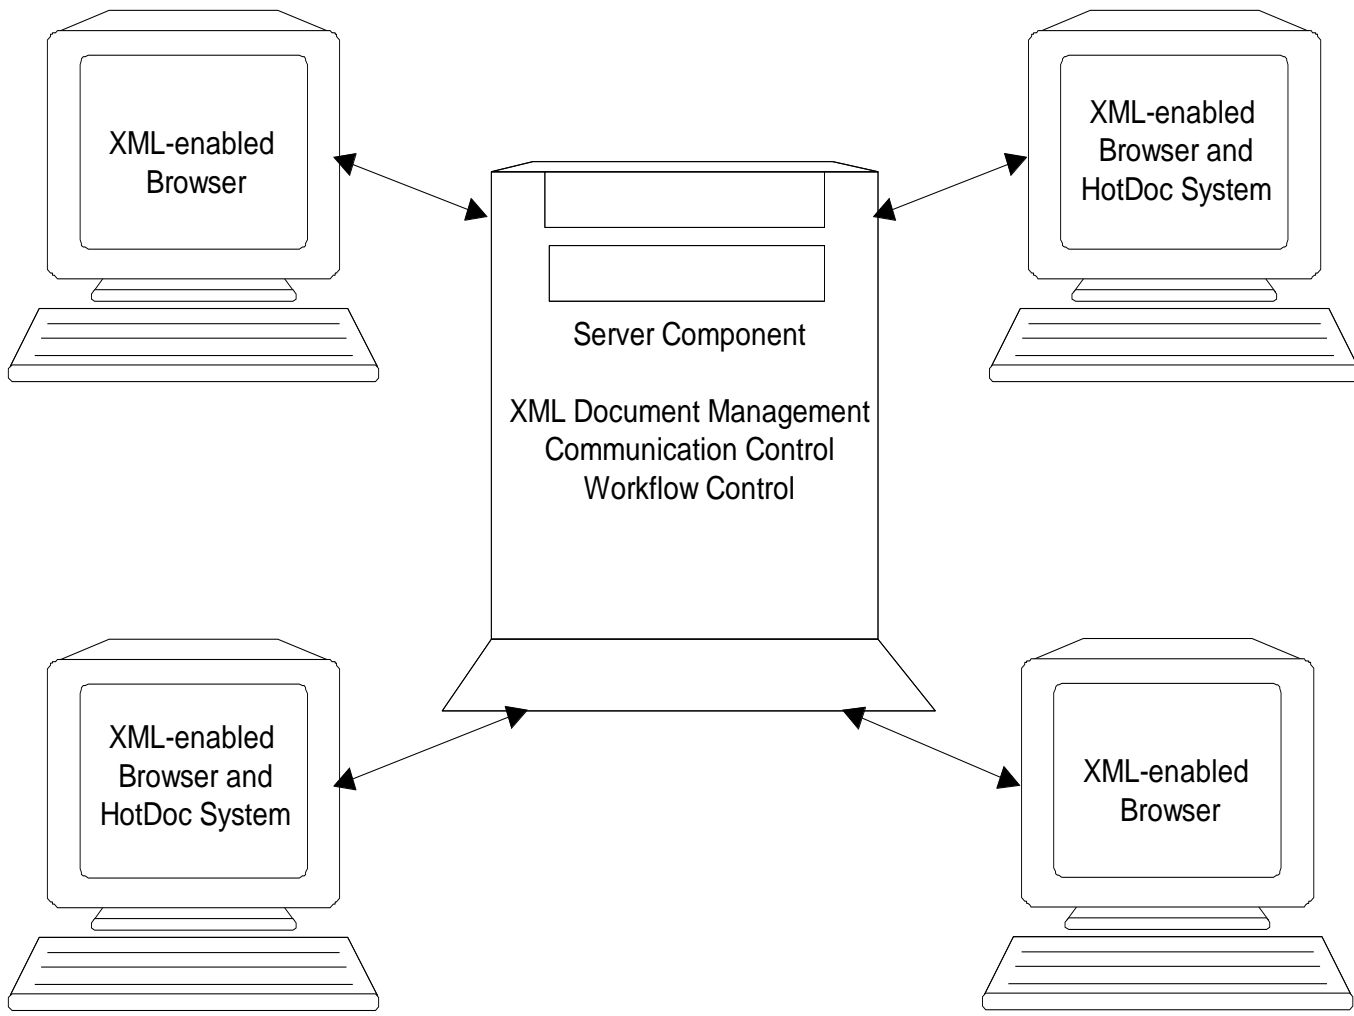 XML-enabled
Browser
XML-enabled
Browser and
HotDoc System
Server Component
XML Document Management
Communication Control
Workflow Control
XML-enabled
Browser and
HotDoc System
XML-enabled
Browser